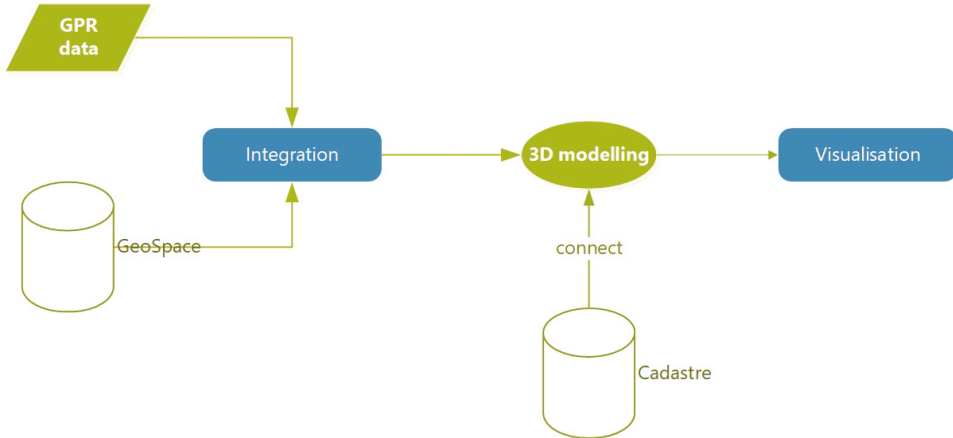 GPR
data
Integration
3D modelling
Visualisation
GeoSpace
connect
Cadastre